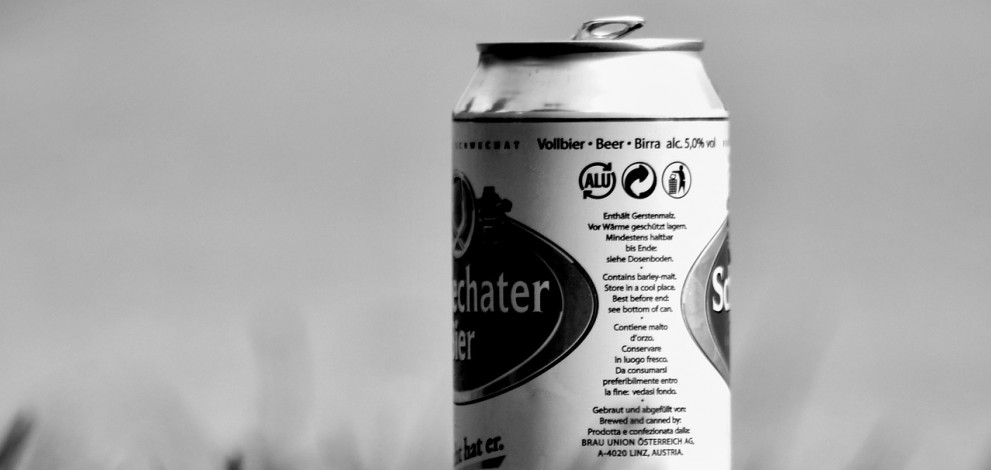 Vollbier • Beer • Birra alc. 5,0% vol
ALU
Enthält Gerstenmalz.
Vor Wärme geschützt lagern.
Mindestens haltbar
bis Ende:
siehe Dosenboden.
•
Contains barley-malt.
Store in a cool place.
Best before end:
see bottom of can.
•
Contiene malto
d'orzo.
Conservare
in luogo fresco.
Da consumarsi
preferibilmente entro
la fine: vedasi fondo.
•
Gebraut und abgefüllt von:
Brewed and canned by:
Prodotta e confezionata dalla:
BRAU UNION ÖSTERREICH AG,
A-4020 LINZ, AUSTRIA.
echater
ier
hat er.